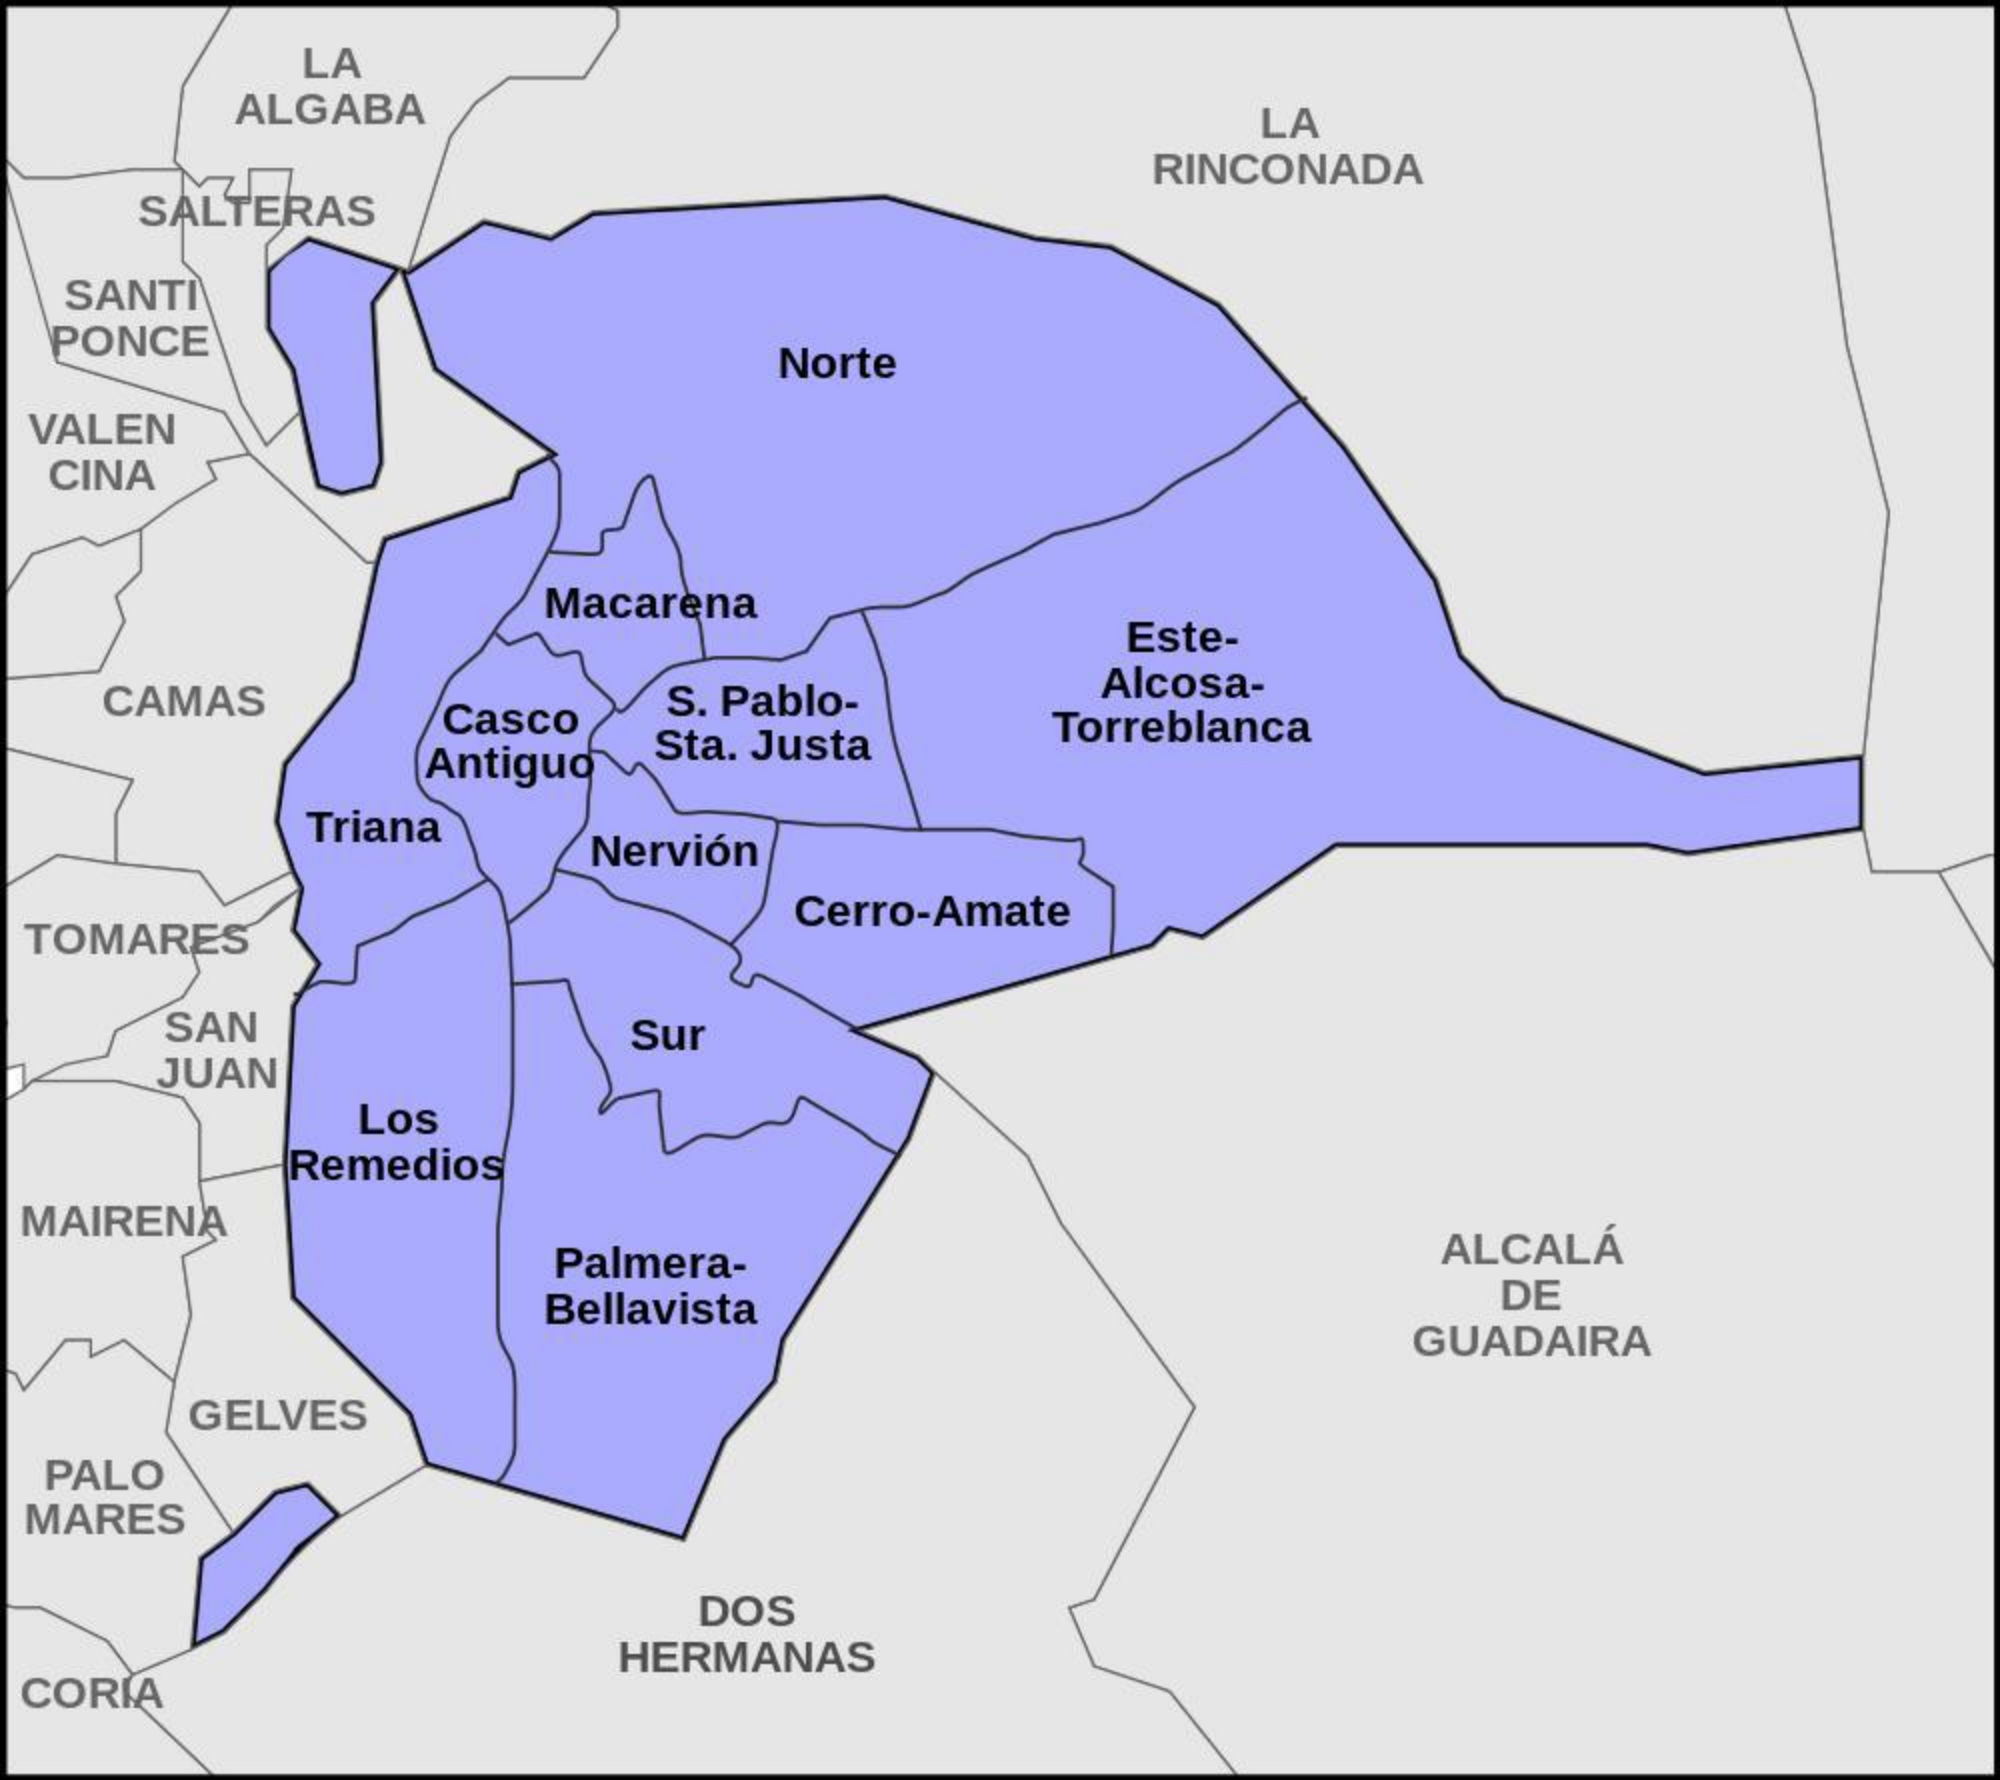 LA
ALGABA
LA
RINCONADA
SALTERAS
SANTI
PONCE
Norte
VALEN
CINA
Macarena
Este-
Alcosa-
Torreblanca
CAMAS
Casco
Antiguo
S. Pablo-
Sta. Justa
Triana
Nervión
Cerro-Amate
TOMARES
SAN
JUAN
Sur
Los
Remedios
MAIRENA
Palmera-
Bellavista
ALCALÁ
DE
GUADAIRA
GELVES
PALO
MARES
DOS
HERMANAS
CORIA